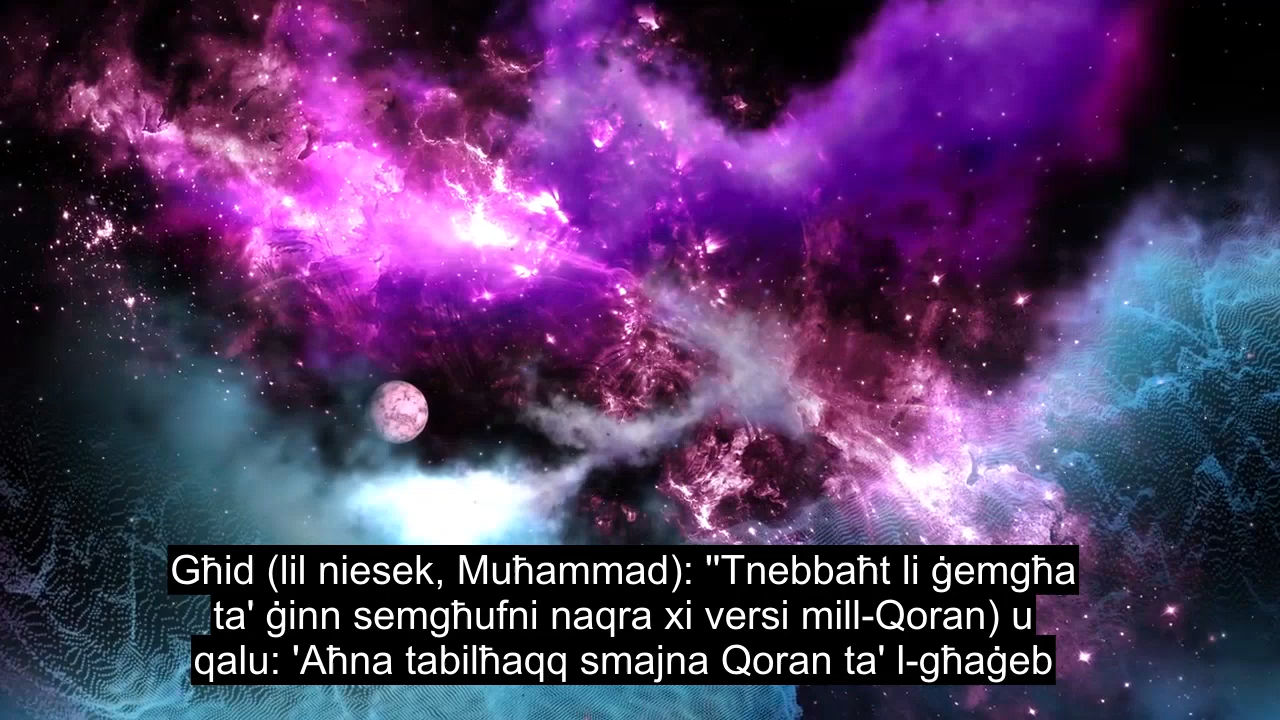 Għid (lil niesek, Muħammad): "Tnebbaħt li ġemgħa
ta' ġinn semgħufni naqra xi versi mill-Qoran) u
qalu: 'Aħna tabilħaqq smajna Qoran ta' l-għaġeb